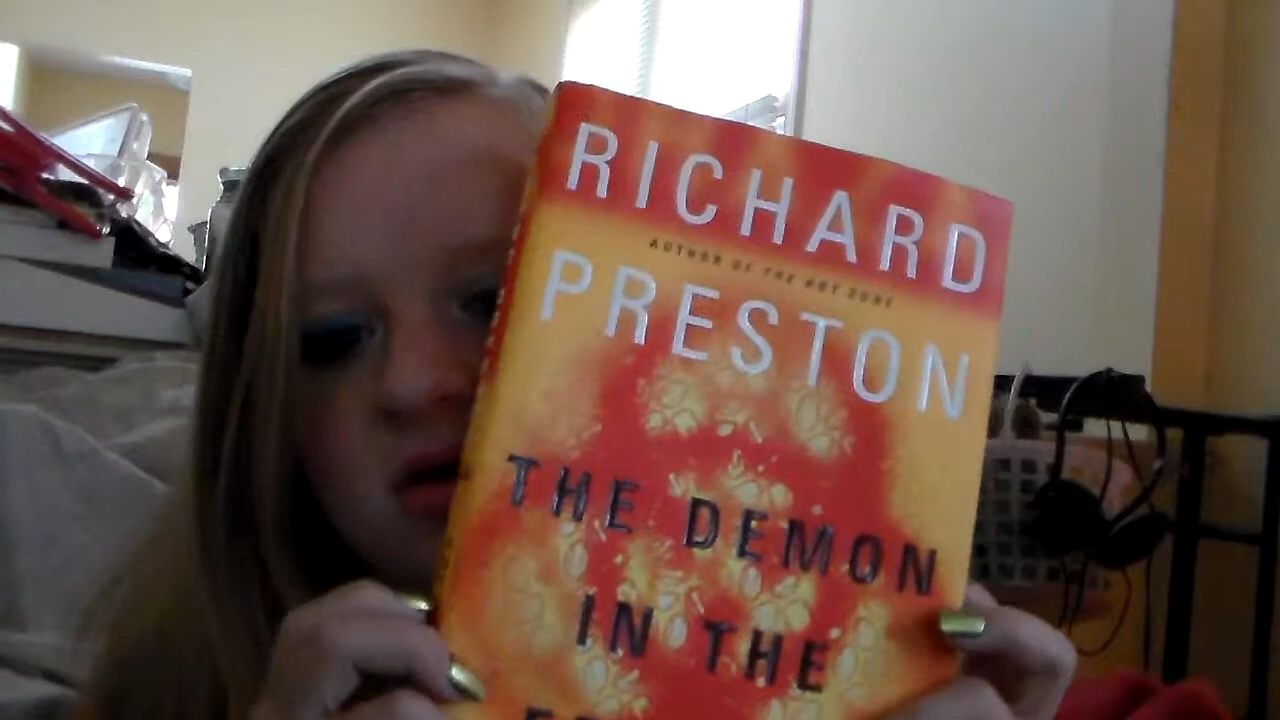 RICHARD
AUTHOR OF THE HOT ZONE
PRESTON
THE DEMON
IN THE